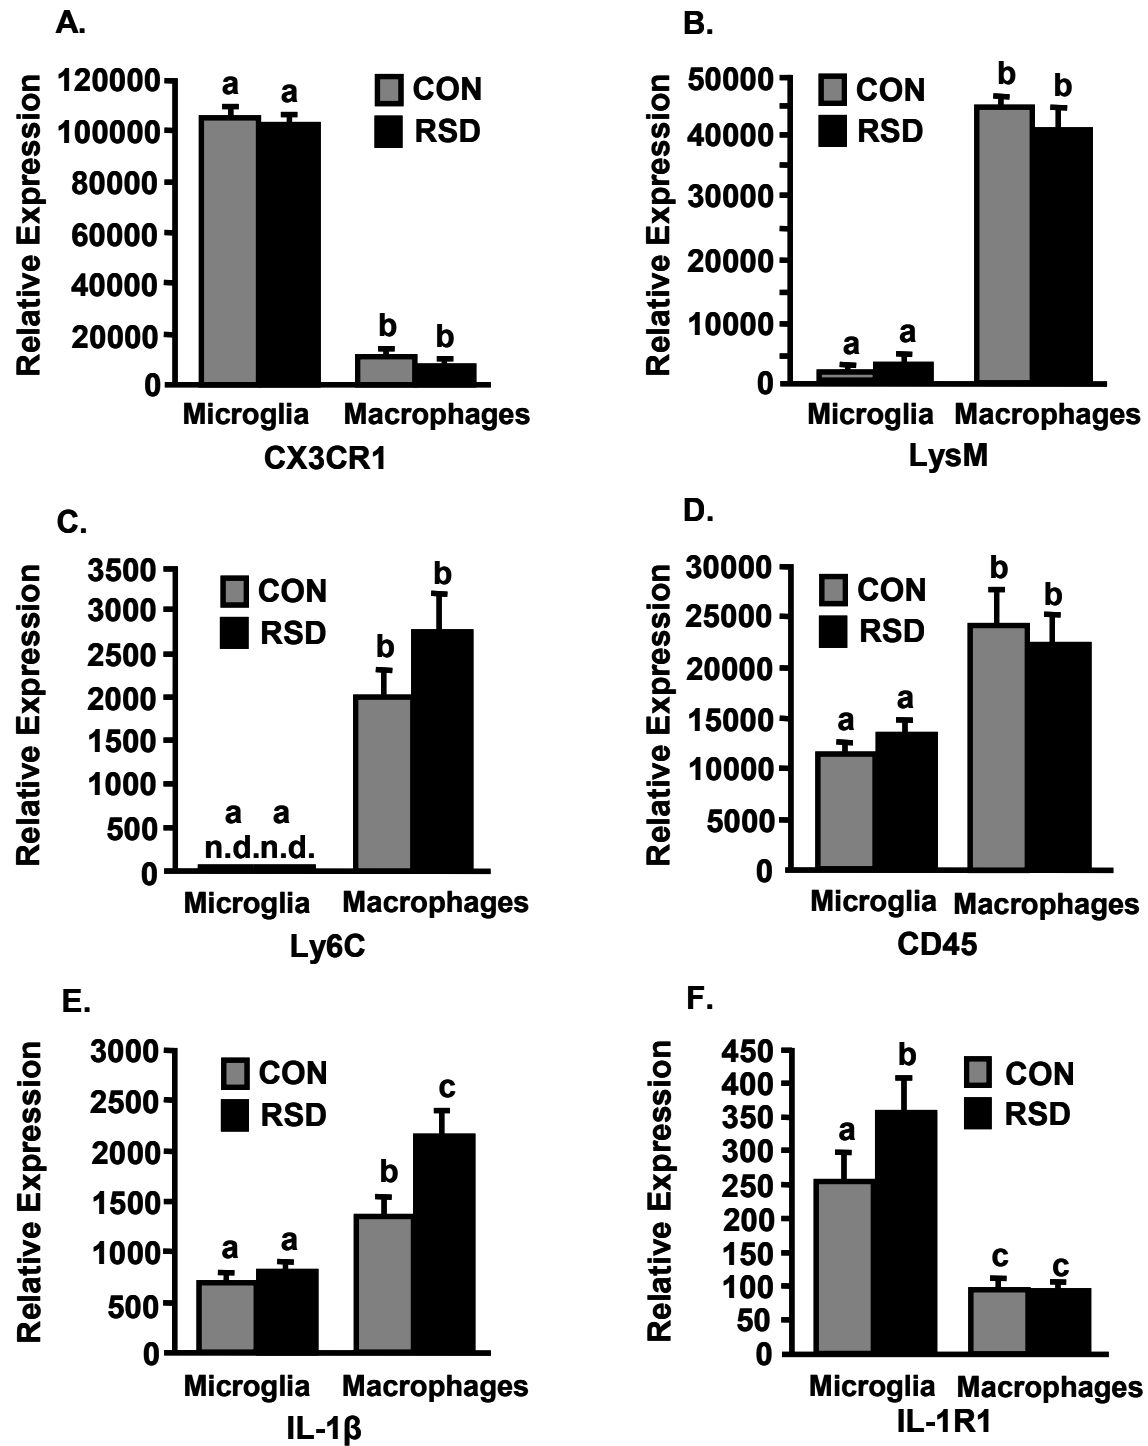 A.
Relative Expression
120000
100000
80000
60000
40000
20000
0
a
a
b
b
CON
RSD
Microglia
Macrophages
CX3CR1
B.
Relative Expression
50000
40000
30000
20000
10000
0
a
a
b
b
CON
RSD
Microglia
Macrophages
LysM
C.
Relative Expression
3500
3000
2500
2000
1500
1000
500
0
CON
RSD
a
a
n.d.
n.d.
b
b
Microglia
Macrophages
Ly6C
D.
Relative Expression
30000
25000
20000
15000
10000
5000
0
CON
RSD
a
a
b
b
Microglia
Macrophages
CD45
E.
Relative Expression
3000
2500
2000
1500
1000
500
0
CON
RSD
a
a
b
c
Microglia
Macrophages
IL-1β
F.
Relative Expression
450
400
350
300
250
200
150
100
50
0
a
b
c
c
CON
RSD
Microglia
Macrophages
IL-1R1